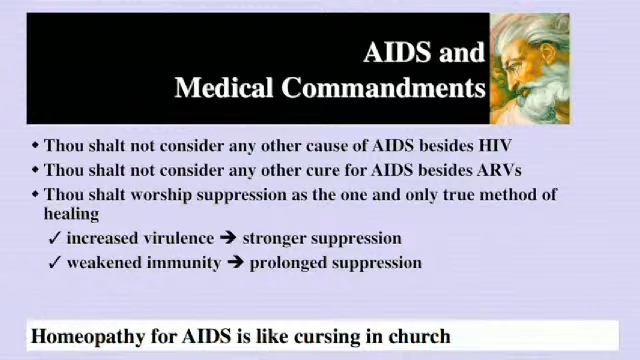 AIDS and
Medical Commandments
◆ Thou shalt not consider any other cause of AIDS besides HIV
◆ Thou shalt not consider any other cure for AIDS besides ARVs
◆ Thou shalt worship suppression as the one and only true method of
healing
✓ increased virulence ➔ stronger suppression
✓ weakened immunity ➔ prolonged suppression
Homeopathy for AIDS is like cursing in church